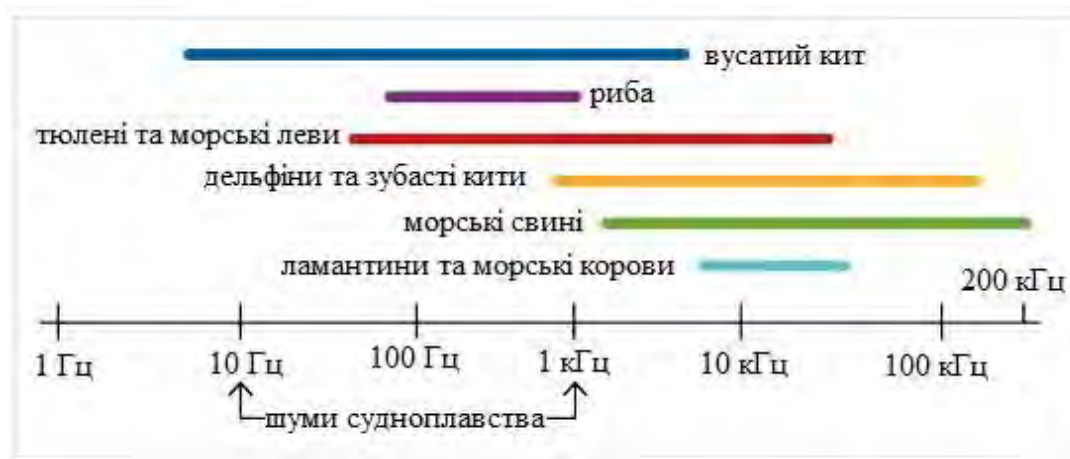 вусатий кит
риба
тюлені та морські леви
дельфіни та зубасті кити
морські свині
ламантини та морські корови
200 кГц
1 Гц 10 Гц 100 Гц 1 кГц 10 кГц 100 кГц
шуми судноплавства